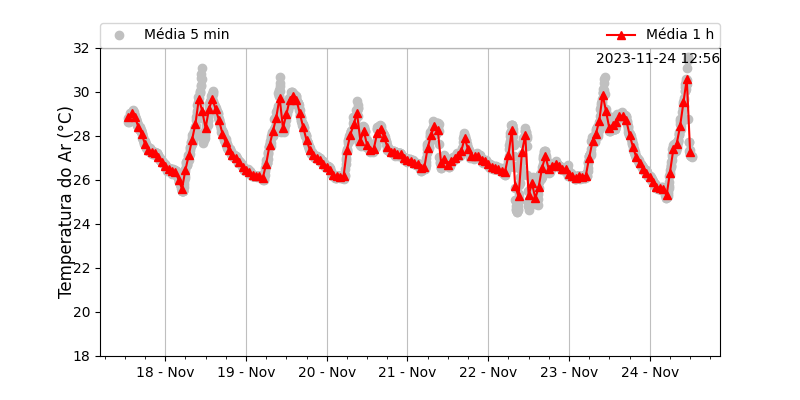 Média 5 min
Média 1 h
2023-11-24 12:56
Temperatura do Ar (°C)
32
30
28
26
24
22
20
18
18 - Nov
19 - Nov
20 - Nov
21 - Nov
22 - Nov
23 - Nov
24 - Nov